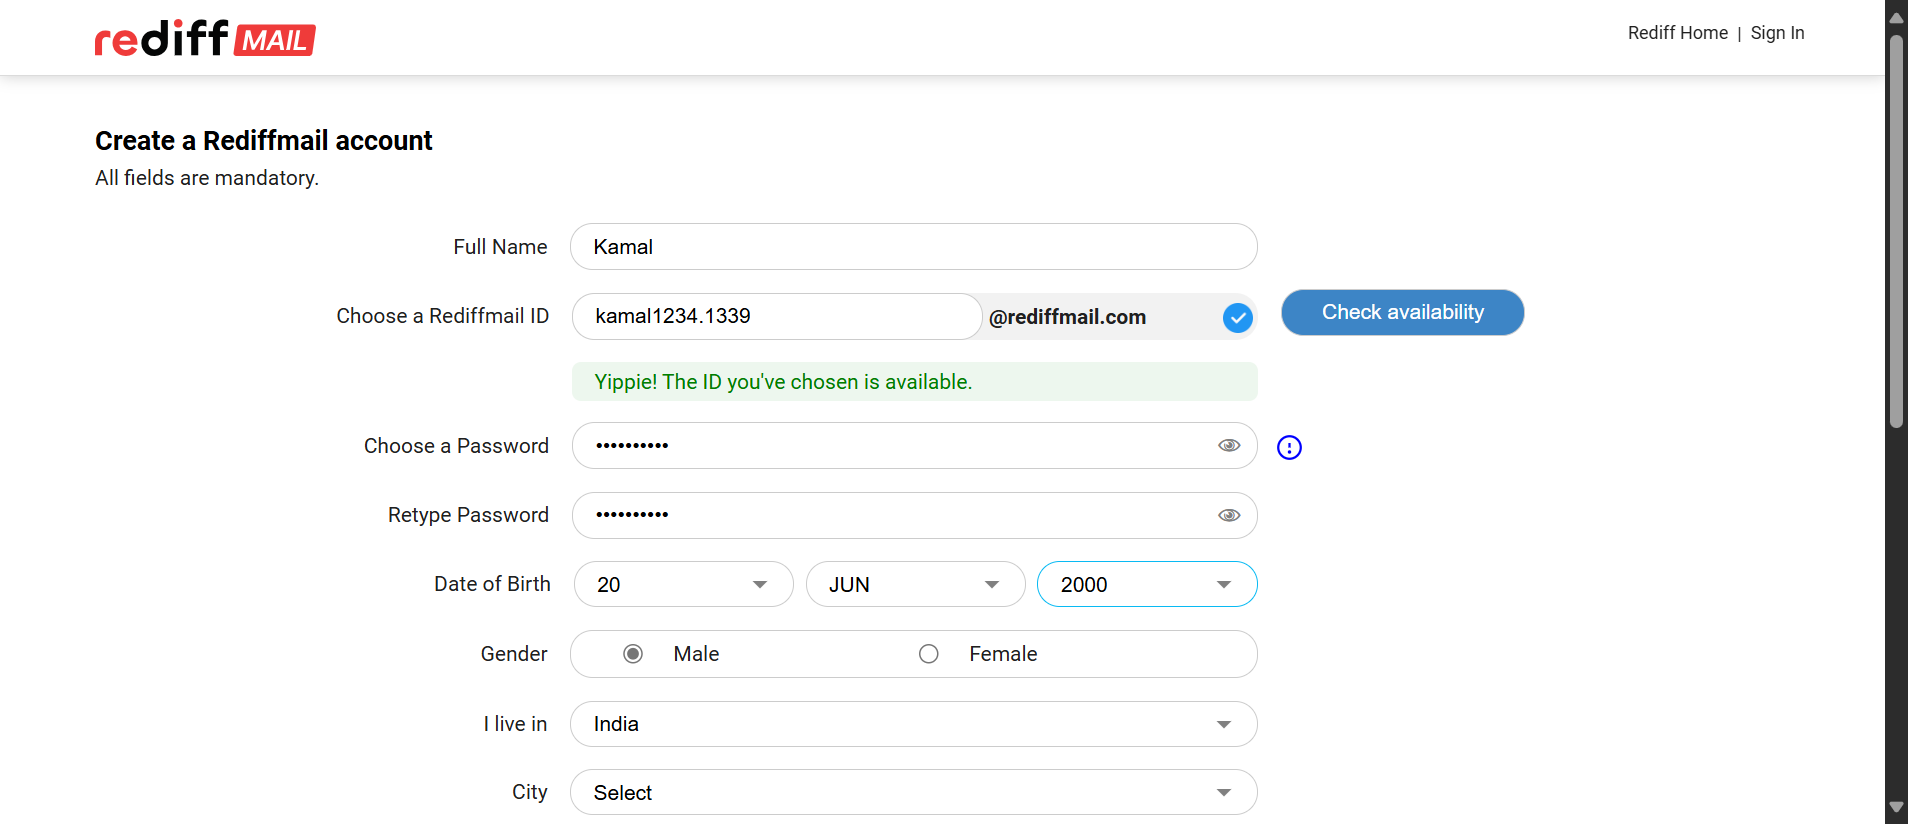 rediff MAIL
Rediff Home | Sign In
Create a Rediffmail account
All fields are mandatory.
Full Name Kamal
Choose a Rediffmail ID kamal1234.1339 @rediffmail.com Check availability
Yippie! The ID you've chosen is available.
Choose a Password ••••••••••
Retype Password ••••••••••
Date of Birth 20 JUN 2000
Gender Male Female
I live in India
City Select